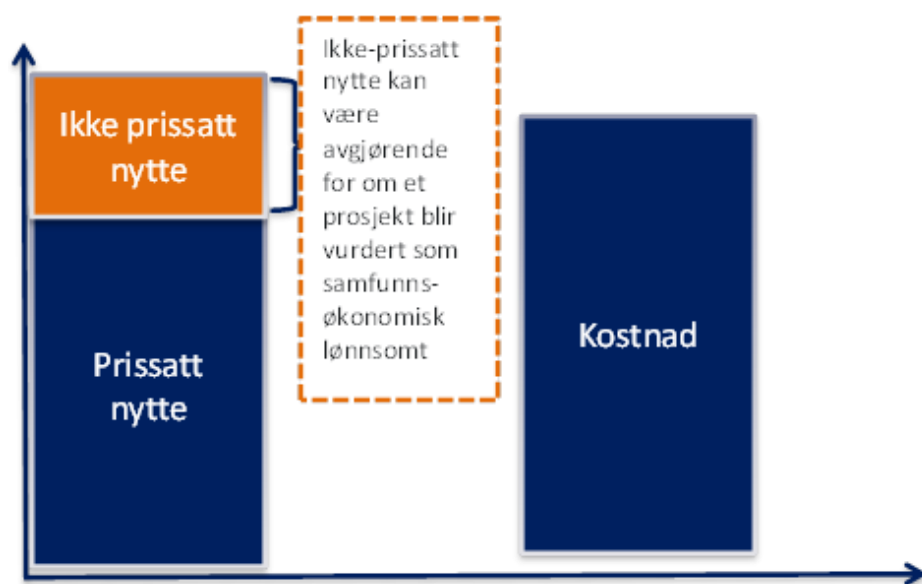 Ikke prissatt
nytte
Ikke-prissatt
nytte kan
være
avgjørende
for om et
prosjekt blir
vurdert som
samfunns-
økonomisk
lønnsomt
Prissatt
nytte
Kostnad